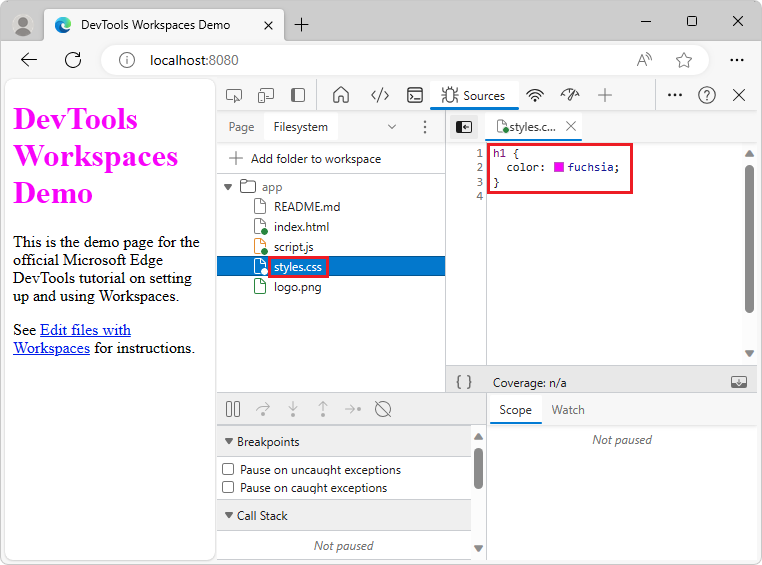 DevTools Workspaces Demo
localhost:8080
DevTools
Workspaces
Demo
This is the demo page for the
official Microsoft Edge
DevTools tutorial on setting
up and using Workspaces.
See Edit files with
Workspaces for instructions.
Sources
Page Filesystem
Add folder to workspace
app
README.md
index.html
script.js
styles.css
logo.png
styles.c...
1 h1 {
2 color: fuchsia;
3 }
4
{ } Coverage: n/a
Breakpoints
Pause on uncaught exceptions
Pause on caught exceptions
Call Stack
Not paused
Scope Watch
Not paused